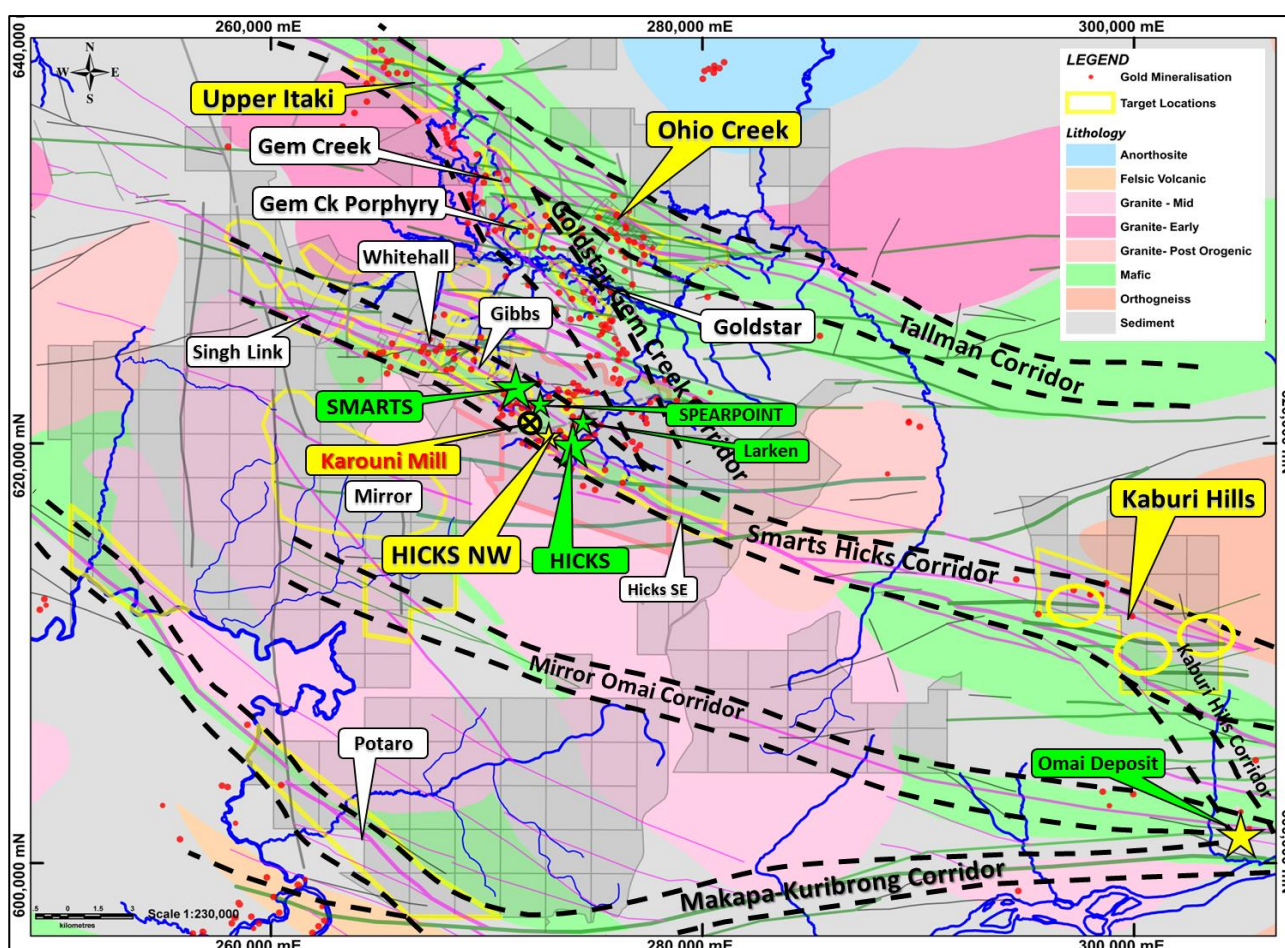 260,000 mE
280,000 mE
300,000 mE
640,000
N
W E
S
Upper Itaki
Gem Creek
Gem Ck Porphyry
Whitehall
Gibbs
Singh Link
Ohio Creek
Goldstar
Goldstar Gem Creek Corridor
Tallman Corridor
SMARTS
SPEARPOINT
Larken
Karouni Mill
Mirror
HICKS NW
HICKS
Hicks SE
Smarts Hicks Corridor
Kaburi Hills
Kaburi Hills Corridor
Mirror Omai Corridor
Potaro
Omai Deposit
Makapa-Kuribrong Corridor
620,000 mN
600,000 mN
LEGEND
Gold Mineralisation
Target Locations
Lithology
Anorthosite
Felsic Volcanic
Granite - Mid
Granite- Early
Granite- Post Orogenic
Mafic
Orthogneiss
Sediment
.5 0 1.5 3
kilometres
Scale 1:230,000
260,000 mE
280,000 mE
300,000 mE